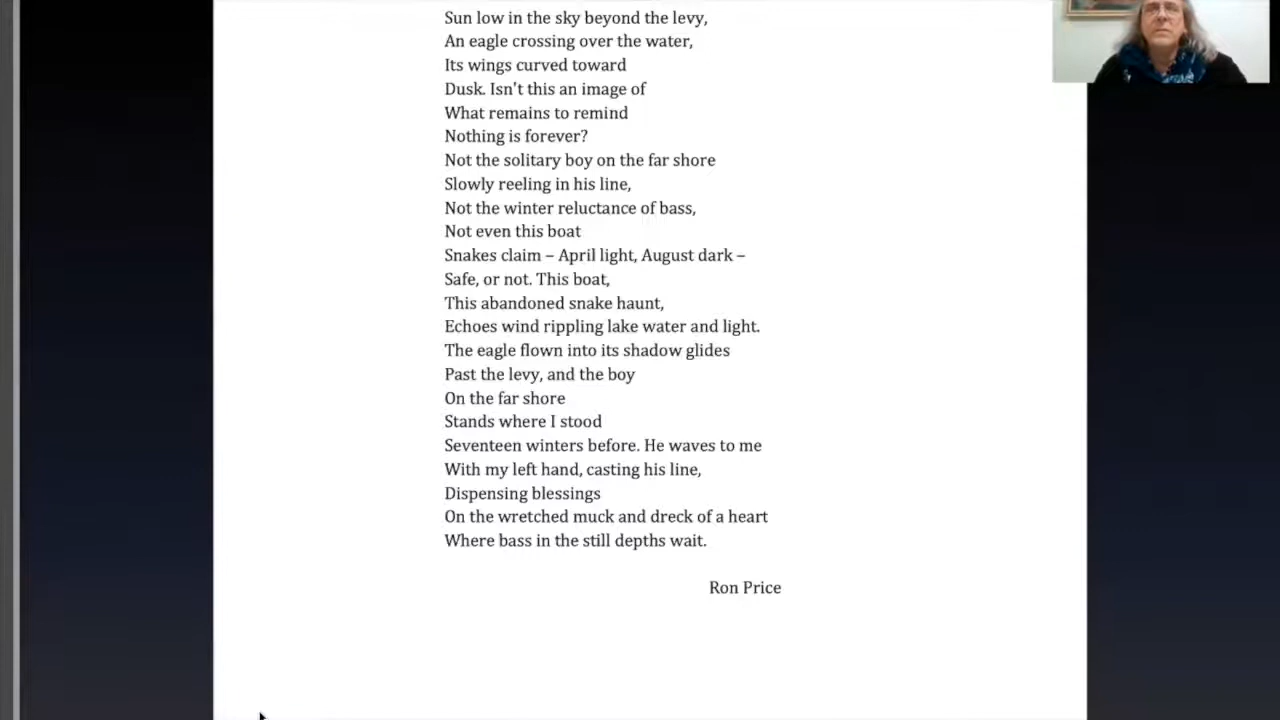 Sun low in the sky beyond the levy,
An eagle crossing over the water,
Its wings curved toward
Dusk. Isn't this an image of
What remains to remind
Nothing is forever?
Not the solitary boy on the far shore
Slowly reeling in his line,
Not the winter reluctance of bass,
Not even this boat
Snakes claim – April light, August dark –
Safe, or not. This boat,
This abandoned snake haunt,
Echoes wind rippling lake water and light.
The eagle flown into its shadow glides
Past the levy, and the boy
On the far shore
Stands where I stood
Seventeen winters before. He waves to me
With my left hand, casting his line,
Dispensing blessings
On the wretched muck and dreck of a heart
Where bass in the still depths wait.
Ron Price